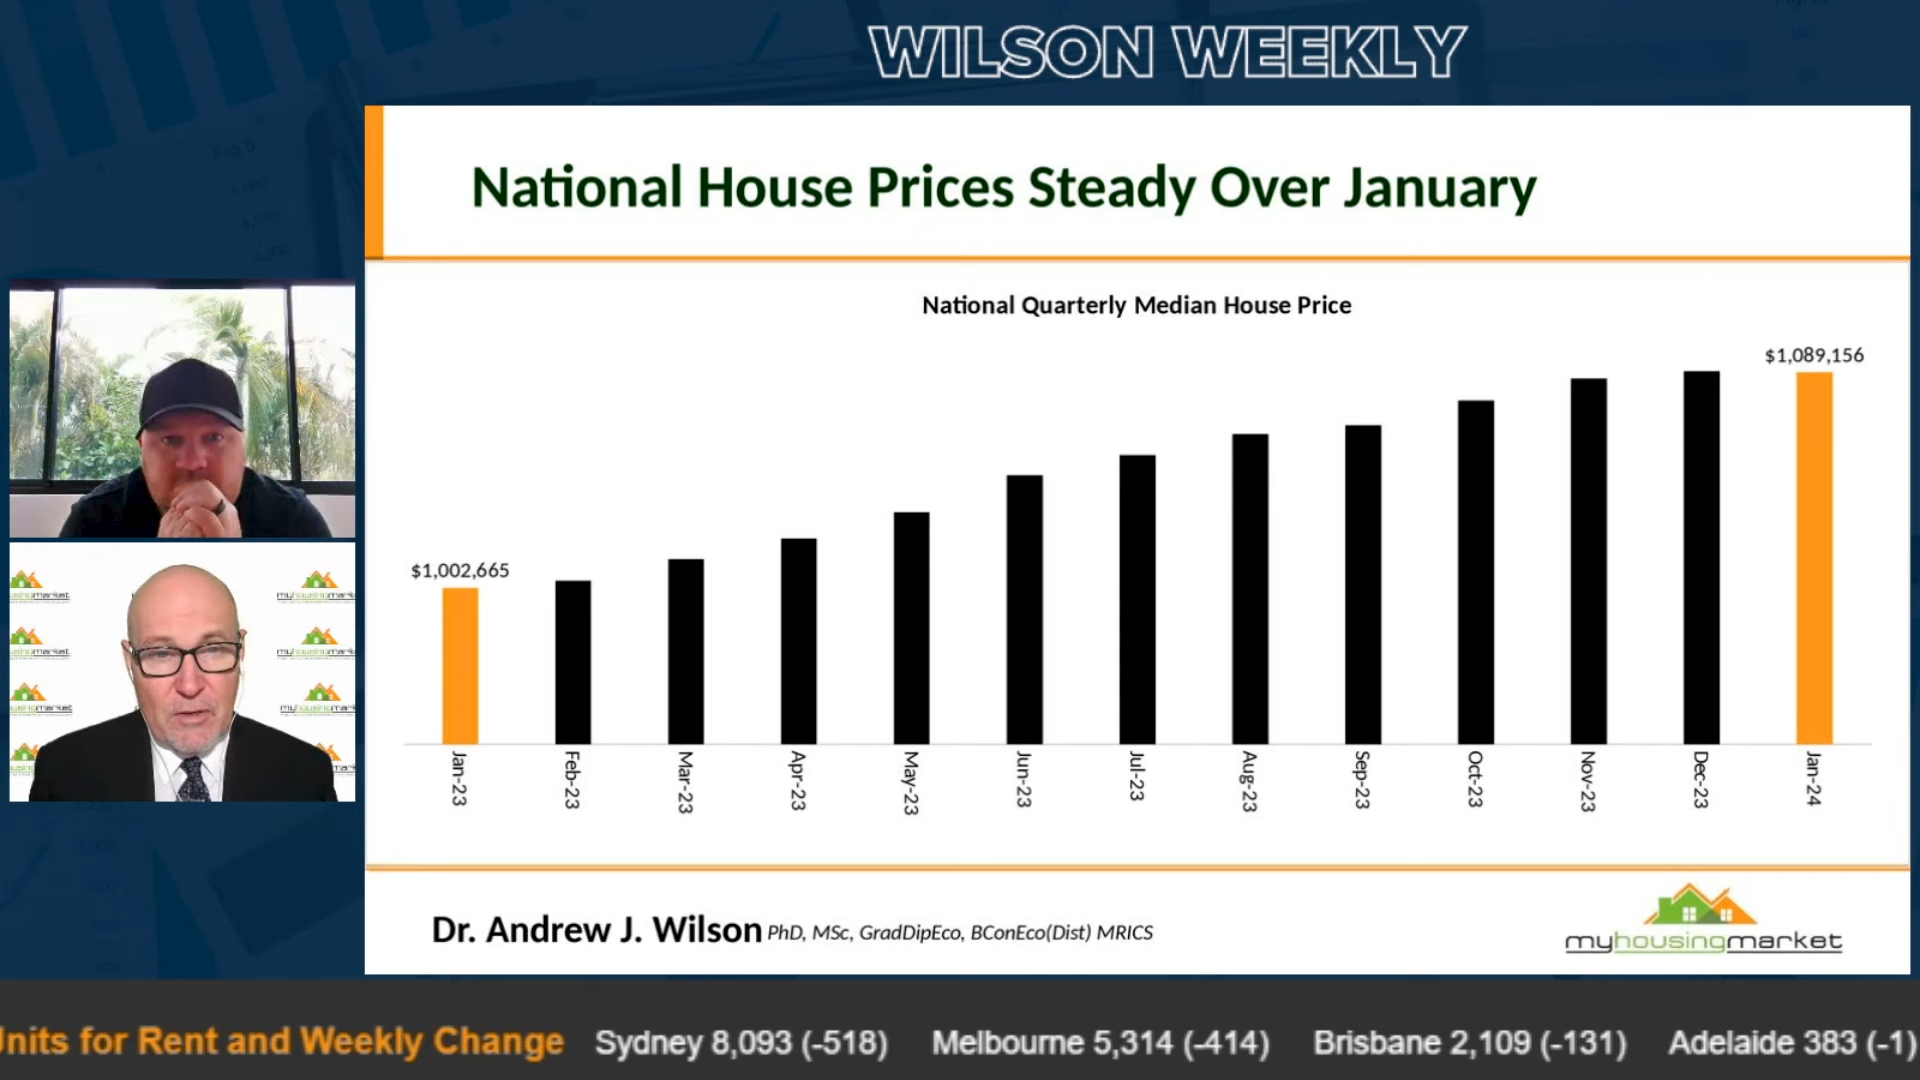 WILSON WEEKLY
National House Prices Steady Over January
National Quarterly Median House Price
$1,089,156
$1,002,665
Jan-23
Feb-23
Mar-23
Apr-23
May-23
Jun-23
Jul-23
Aug-23
Sep-23
Oct-23
Nov-23
Dec-23
Jan-24
Dr. Andrew J. Wilson PhD, MSc, GradDipEco, BConEco(Dist) MRICS
myhousingmarket
for Rent and Weekly Change Sydney 8,093 (-518) Melbourne 5,314 (-414) Brisbane 2,109 (-131) Adelaide 383 (-1)